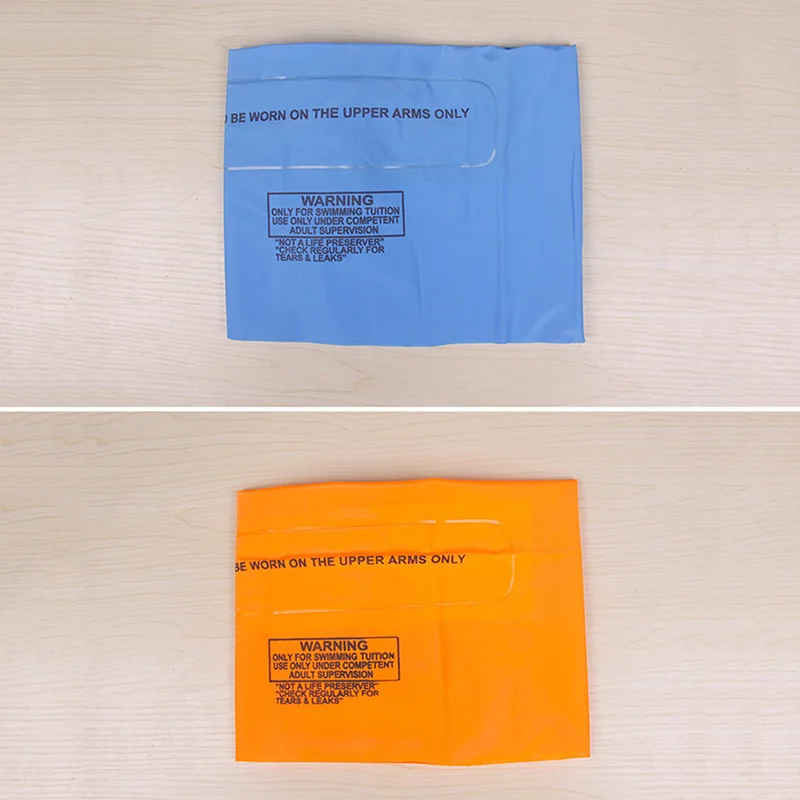 BE WORN ON THE UPPER ARMS ONLY
WARNING
ONLY FOR SWIMMING TUITION
USE ONLY UNDER COMPETENT
ADULT SUPERVISION
"NOT A LIFE PRESERVER"
"CHECK REGULARLY FOR
TEARS & LEAKS"
BE WORN ON THE UPPER ARMS ONLY
WARNING
ONLY FOR SWIMMING TUITION
USE ONLY UNDER COMPETENT
ADULT SUPERVISION
"NOT A LIFE PRESERVER"
"CHECK REGULARLY FOR
TEARS & LEAKS"